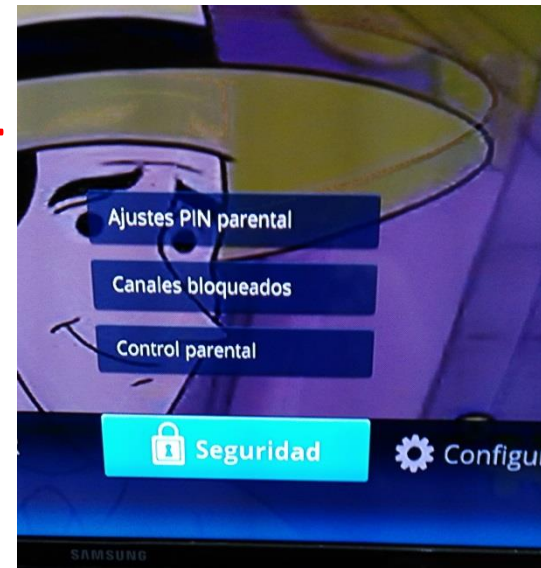 Ajustes PIN parental
Canales bloqueados
Control parental
Seguridad
Configu
SAMSUNG